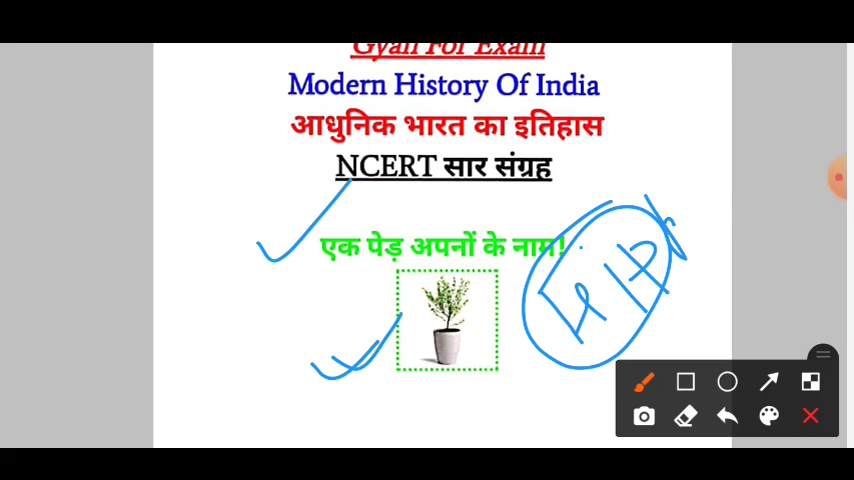 Gyan For Exam
Modern History Of India
आधुनिक भारत का इतिहास
NCERT सार संग्रह
एक पेड़ अपनों के नाम!